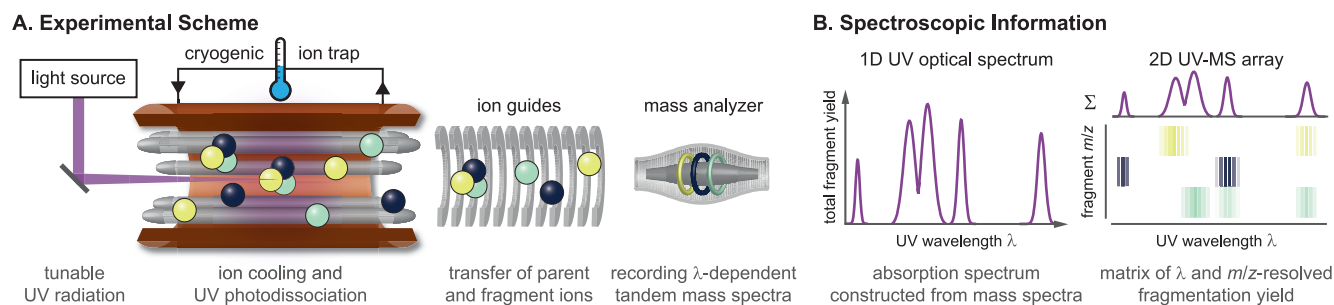 A. Experimental Scheme
cryogenic ion trap
light source
ion guides
mass analyzer
tunable
UV radiation
ion cooling and
UV photodissociation
transfer of parent
and fragment ions
recording λ-dependent
tandem mass spectra
B. Spectroscopic Information
1D UV optical spectrum
total fragment yield
UV wavelength λ
absorption spectrum
constructed from mass spectra
2D UV-MS array
Σ
fragment m/z
UV wavelength λ
matrix of λ and m/z-resolved
fragmentation yield